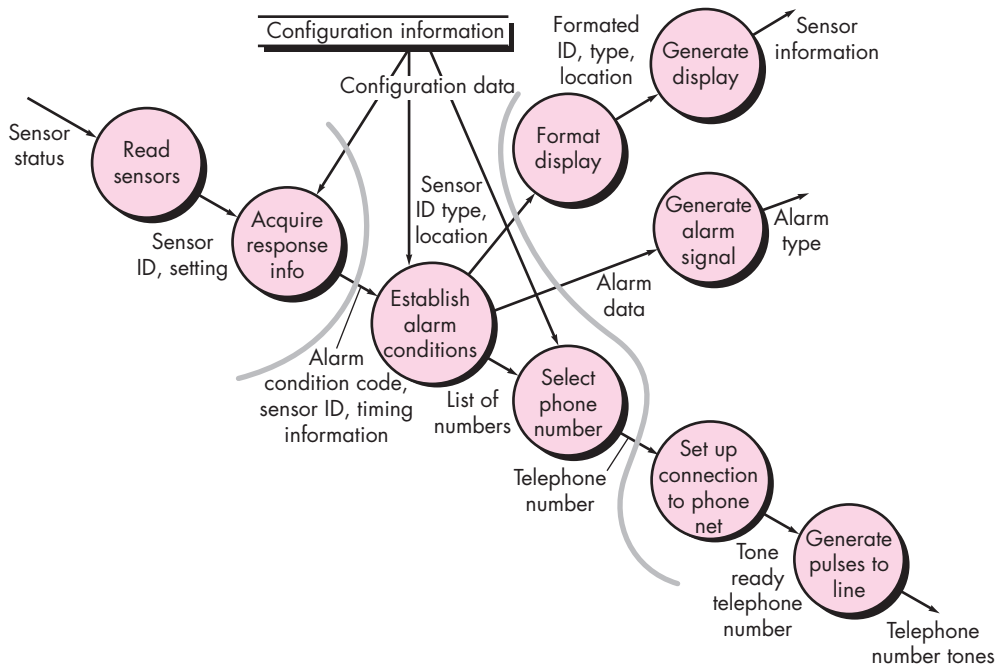 Configuration information
Configuration data
Sensor
status
Read
sensors
Sensor
ID, setting
Acquire
response
info
Alarm
condition code,
sensor ID, timing
information
Establish
alarm
conditions
Sensor
ID type,
location
Format
display
Formated
ID, type,
location
Generate
display
Sensor
information
Alarm
data
Generate
alarm
signal
Alarm
type
List of
numbers
Select
phone
number
Telephone
number
Set up
connection
to phone
net
Tone
ready
telephone
number
Generate
pulses to
line
Telephone
number tones